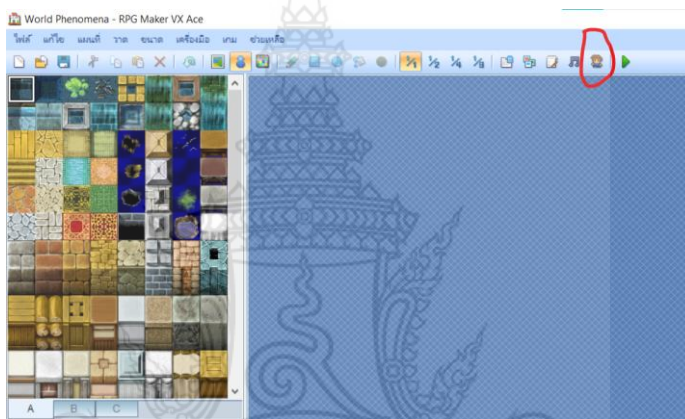 World Phenomena - RPG Maker VX Ace
ไฟล์ แก้ไข แผนที่ วาด ขนาด เครื่องมือ เกม ช่วยเหลือ
1/1 1/2 1/4 1/8
A B C